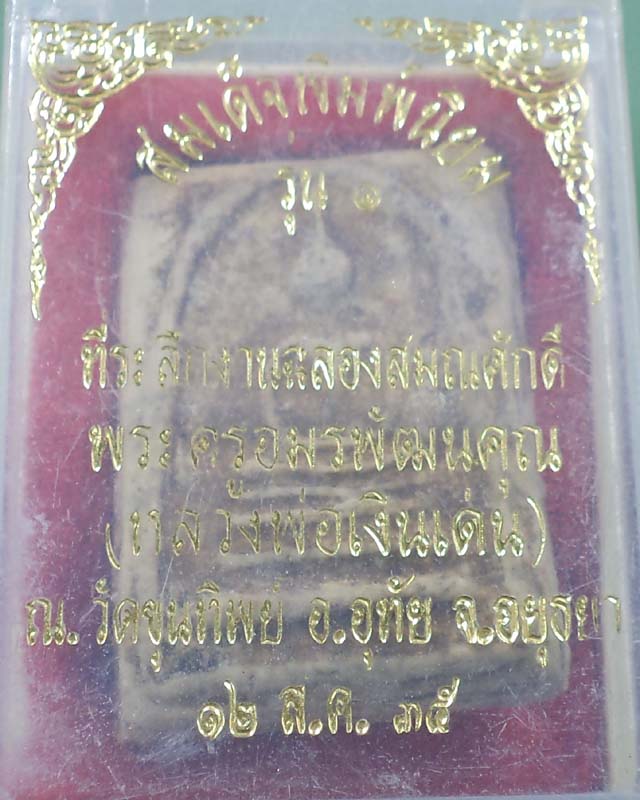 สมเด็จพิมพ์นิยม
รุ่น ๑
ที่ระลึกงานฉลองสมณศักดิ์
พระครูอมรพัฒนคุณ
(หลวงพ่อเงินเด่น)
ณ. วัดขุนทิพย์ อ.อุทัย จ.อยุธยา
๑๒ ส.ค. ๓๕